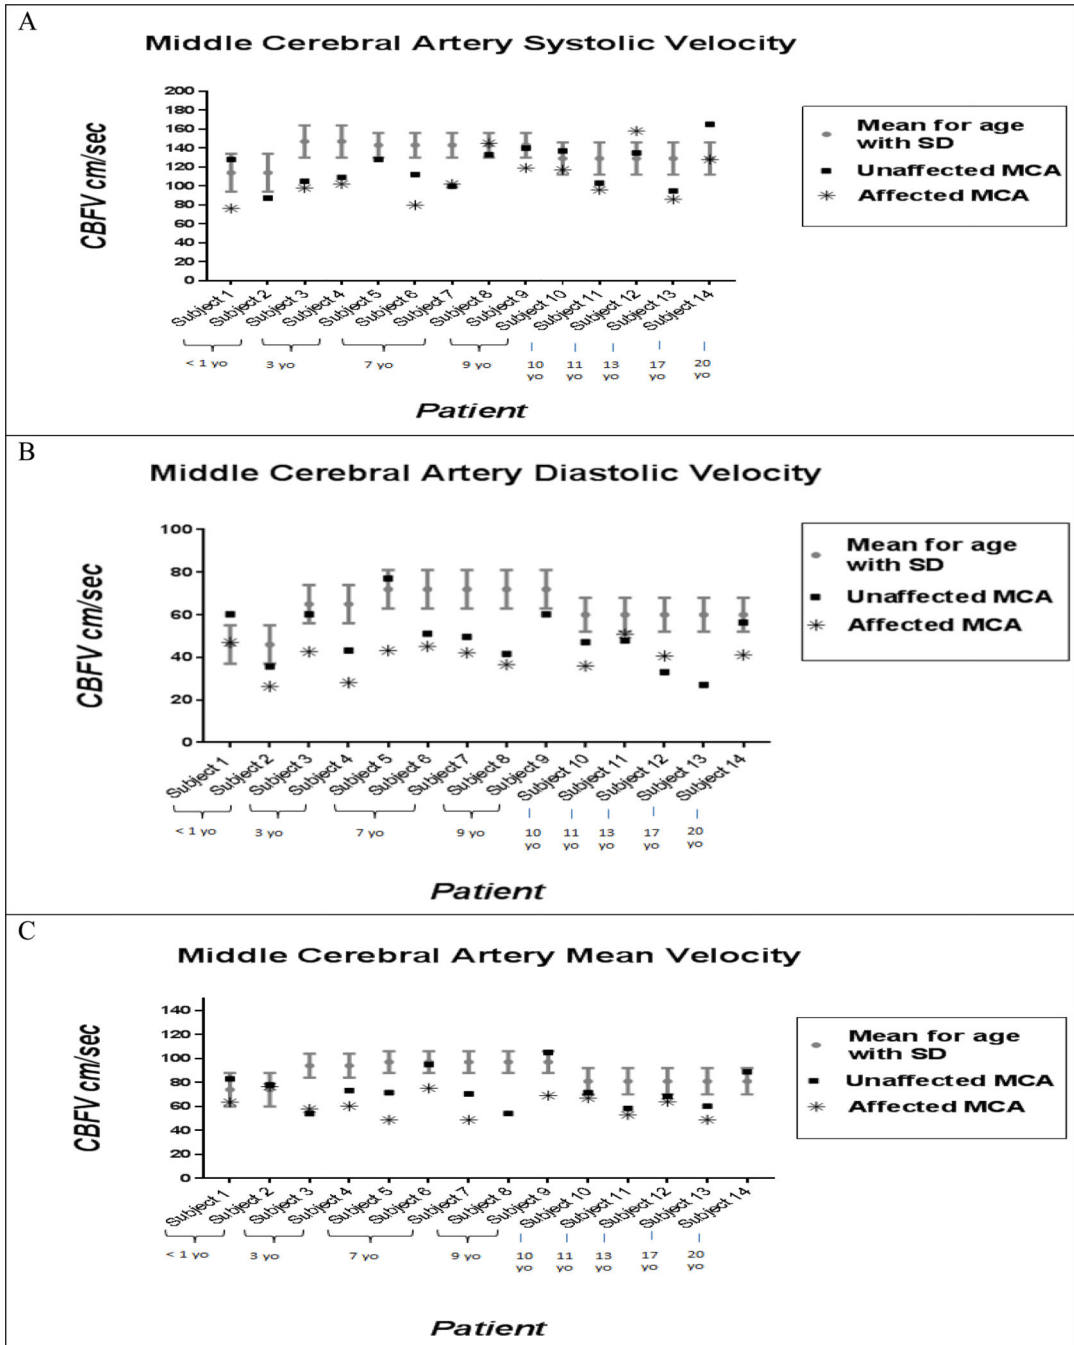 A
Middle Cerebral Artery Systolic Velocity
CBFV cm/sec
200
180
160
140
120
100
80
60
40
20
0
Mean for age
with SD
Unaffected MCA
Affected MCA
Subject 1
Subject 2
Subject 3
Subject 4
Subject 5
Subject 6
Subject 7
Subject 8
Subject 9
Subject 10
Subject 11
Subject 12
Subject 13
Subject 14
< 1 yo
3 yo
7 yo
9 yo
10 yo
11 yo
13 yo
17 yo
20 yo
Patient
B
Middle Cerebral Artery Diastolic Velocity
CBFV cm/sec
100
80
60
40
20
0
Mean for age
with SD
Unaffected MCA
Affected MCA
Subject 1
Subject 2
Subject 3
Subject 4
Subject 5
Subject 6
Subject 7
Subject 8
Subject 9
Subject 10
Subject 11
Subject 12
Subject 13
Subject 14
< 1 yo
3 yo
7 yo
9 yo
10 yo
11 yo
13 yo
17 yo
20 yo
Patient
C
Middle Cerebral Artery Mean Velocity
CBFV cm/sec
140
120
100
80
60
40
20
0
Mean for age
with SD
Unaffected MCA
Affected MCA
Subject 1
Subject 2
Subject 3
Subject 4
Subject 5
Subject 6
Subject 7
Subject 8
Subject 9
Subject 10
Subject 11
Subject 12
Subject 13
Subject 14
< 1 yo
3 yo
7 yo
9 yo
10 yo
11 yo
13 yo
17 yo
20 yo
Patient